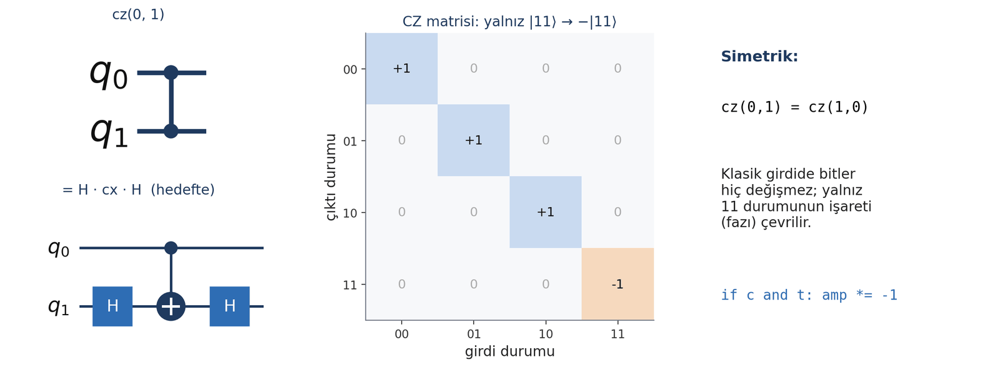 cz(0, 1)
q0
q1
= H · cx · H  (hedefte)
q0
q1
H
H
CZ matrisi: yalnız |11⟩ → −|11⟩
çıktı durumu
00
+1
0
0
0
01
0
+1
0
0
10
0
0
+1
0
11
0
0
0
-1
00
01
10
11
girdi durumu
Simetrik:
cz(0,1) = cz(1,0)
Klasik girdide bitler
hiç değişmez; yalnız
11 durumunun işareti
(fazı) çevrilir.
if c and t: amp *= -1